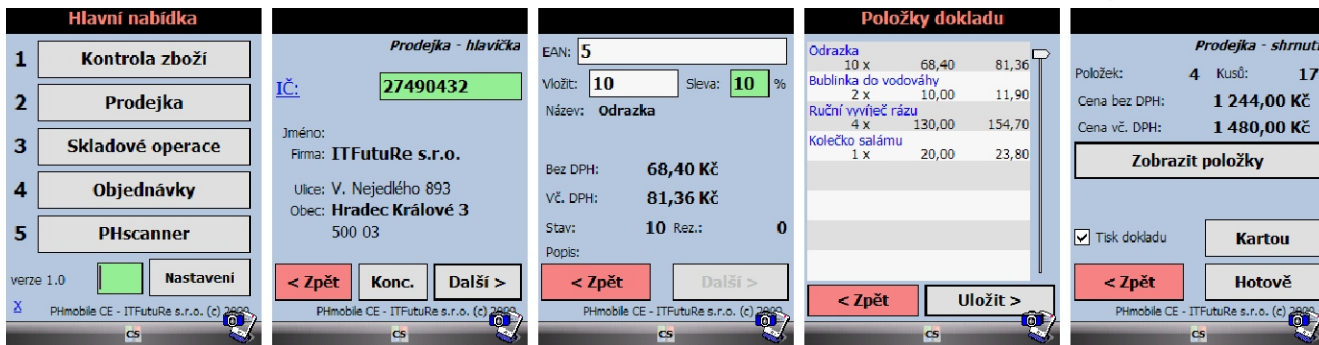 Hlavní nabídka
1 Kontrola zboží
2 Prodejka
3 Skladové operace
4 Objednávky
5 PHscanner
verze 1.0 Nastavení
X PHmobile CE - ITFutuRe s.r.o. (c)
CS
Prodejka - hlavička
IČ: 27490432
Jméno:
Firma: ITFutuRe s.r.o.
Ulice: V. Nejedlého 893
Obec: Hradec Králové 3
500 03
< Zpět Konc. Další >
PHmobile CE - ITFutuRe s.r.o. (c)
CS
EAN: 5
Vložit: 10 Sleva: 10 %
Název: Odrazka
Bez DPH: 68,40 Kč
Vč. DPH: 81,36 Kč
Stav: 10 Rez.: 0
Popis:
< Zpět Další >
PHmobile CE - ITFutuRe s.r.o. (c)
CS
Položky dokladu
Odrazka
10 x 68,40 81,36
Bublinka do vodováhy
2 x 10,00 11,90
Ruční vyvíječ rázu
4 x 130,00 154,70
Kolečko salámu
1 x 20,00 23,80
< Zpět Uložit >
CS
Prodejka - shrnutí
Položek: 4 Kusů: 17
Cena bez DPH: 1 244,00 Kč
Cena vč. DPH: 1 480,00 Kč
Zobrazit položky
Tisk dokladu Kartou
< Zpět Hotově
PHmobile CE - ITFutuRe s.r.o. (c)
CS